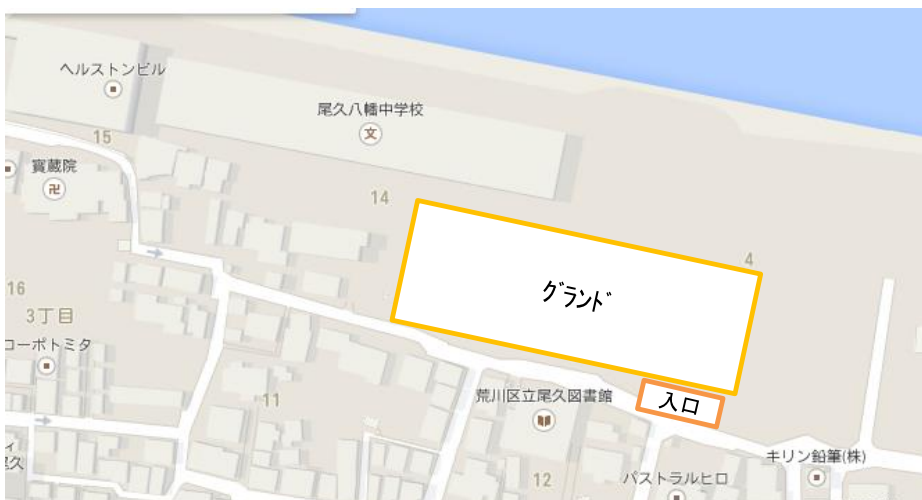 ヘルストンビル
尾久八幡中学校
文
15
寳蔵院
卍
14
4
グランド
16
3丁目
コーポトミタ
11
荒川区立尾久図書館
入口
キリン鉛筆(株)
12
パストラルヒロ